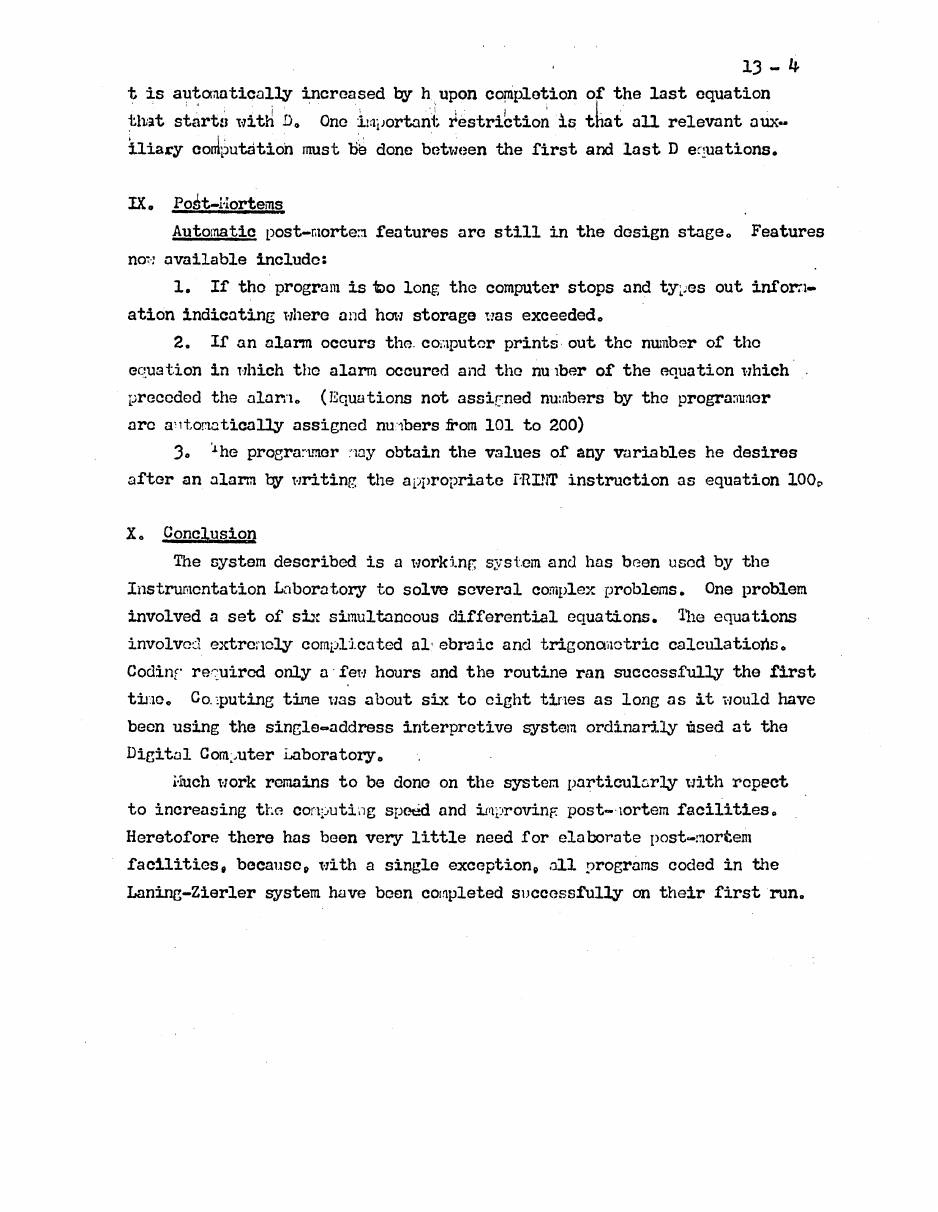 13 - 4
t is automatically increased by h upon completion of the last equation
that starts with D. One important restriction is that all relevant aux-
iliary computation must be done between the first and last D equations.
IX. Post-Mortems
Automatic post-mortem features are still in the design stage. Features
now available include:
1. If the program is too long the computer stops and types out inform-
ation indicating where and how storage was exceeded.
2. If an alarm occurs the computer prints out the number of the
equation in which the alarm occured and the number of the equation which
preceded the alarm. (Equations not assigned numbers by the programmer
are automatically assigned numbers from 101 to 200)
3. The programmer may obtain the values of any variables he desires
after an alarm by writing the appropriate PRINT instruction as equation 100.
X. Conclusion
The system described is a working system and has been used by the
Instrumentation Laboratory to solve several complex problems. One problem
involved a set of six simultaneous differential equations. The equations
involved extremely complicated algebraic and trigonometric calculations.
Coding required only a few hours and the routine ran successfully the first
time. Computing time was about six to eight times as long as it would have
been using the single-address interpretive system ordinarily used at the
Digital Computer Laboratory.
Much work remains to be done on the system particularly with repect
to increasing the computing speed and improving post-mortem facilities.
Heretofore there has been very little need for elaborate post-mortem
facilities, because, with a single exception, all programs coded in the
Laning-Zierler system have been completed successfully on their first run.